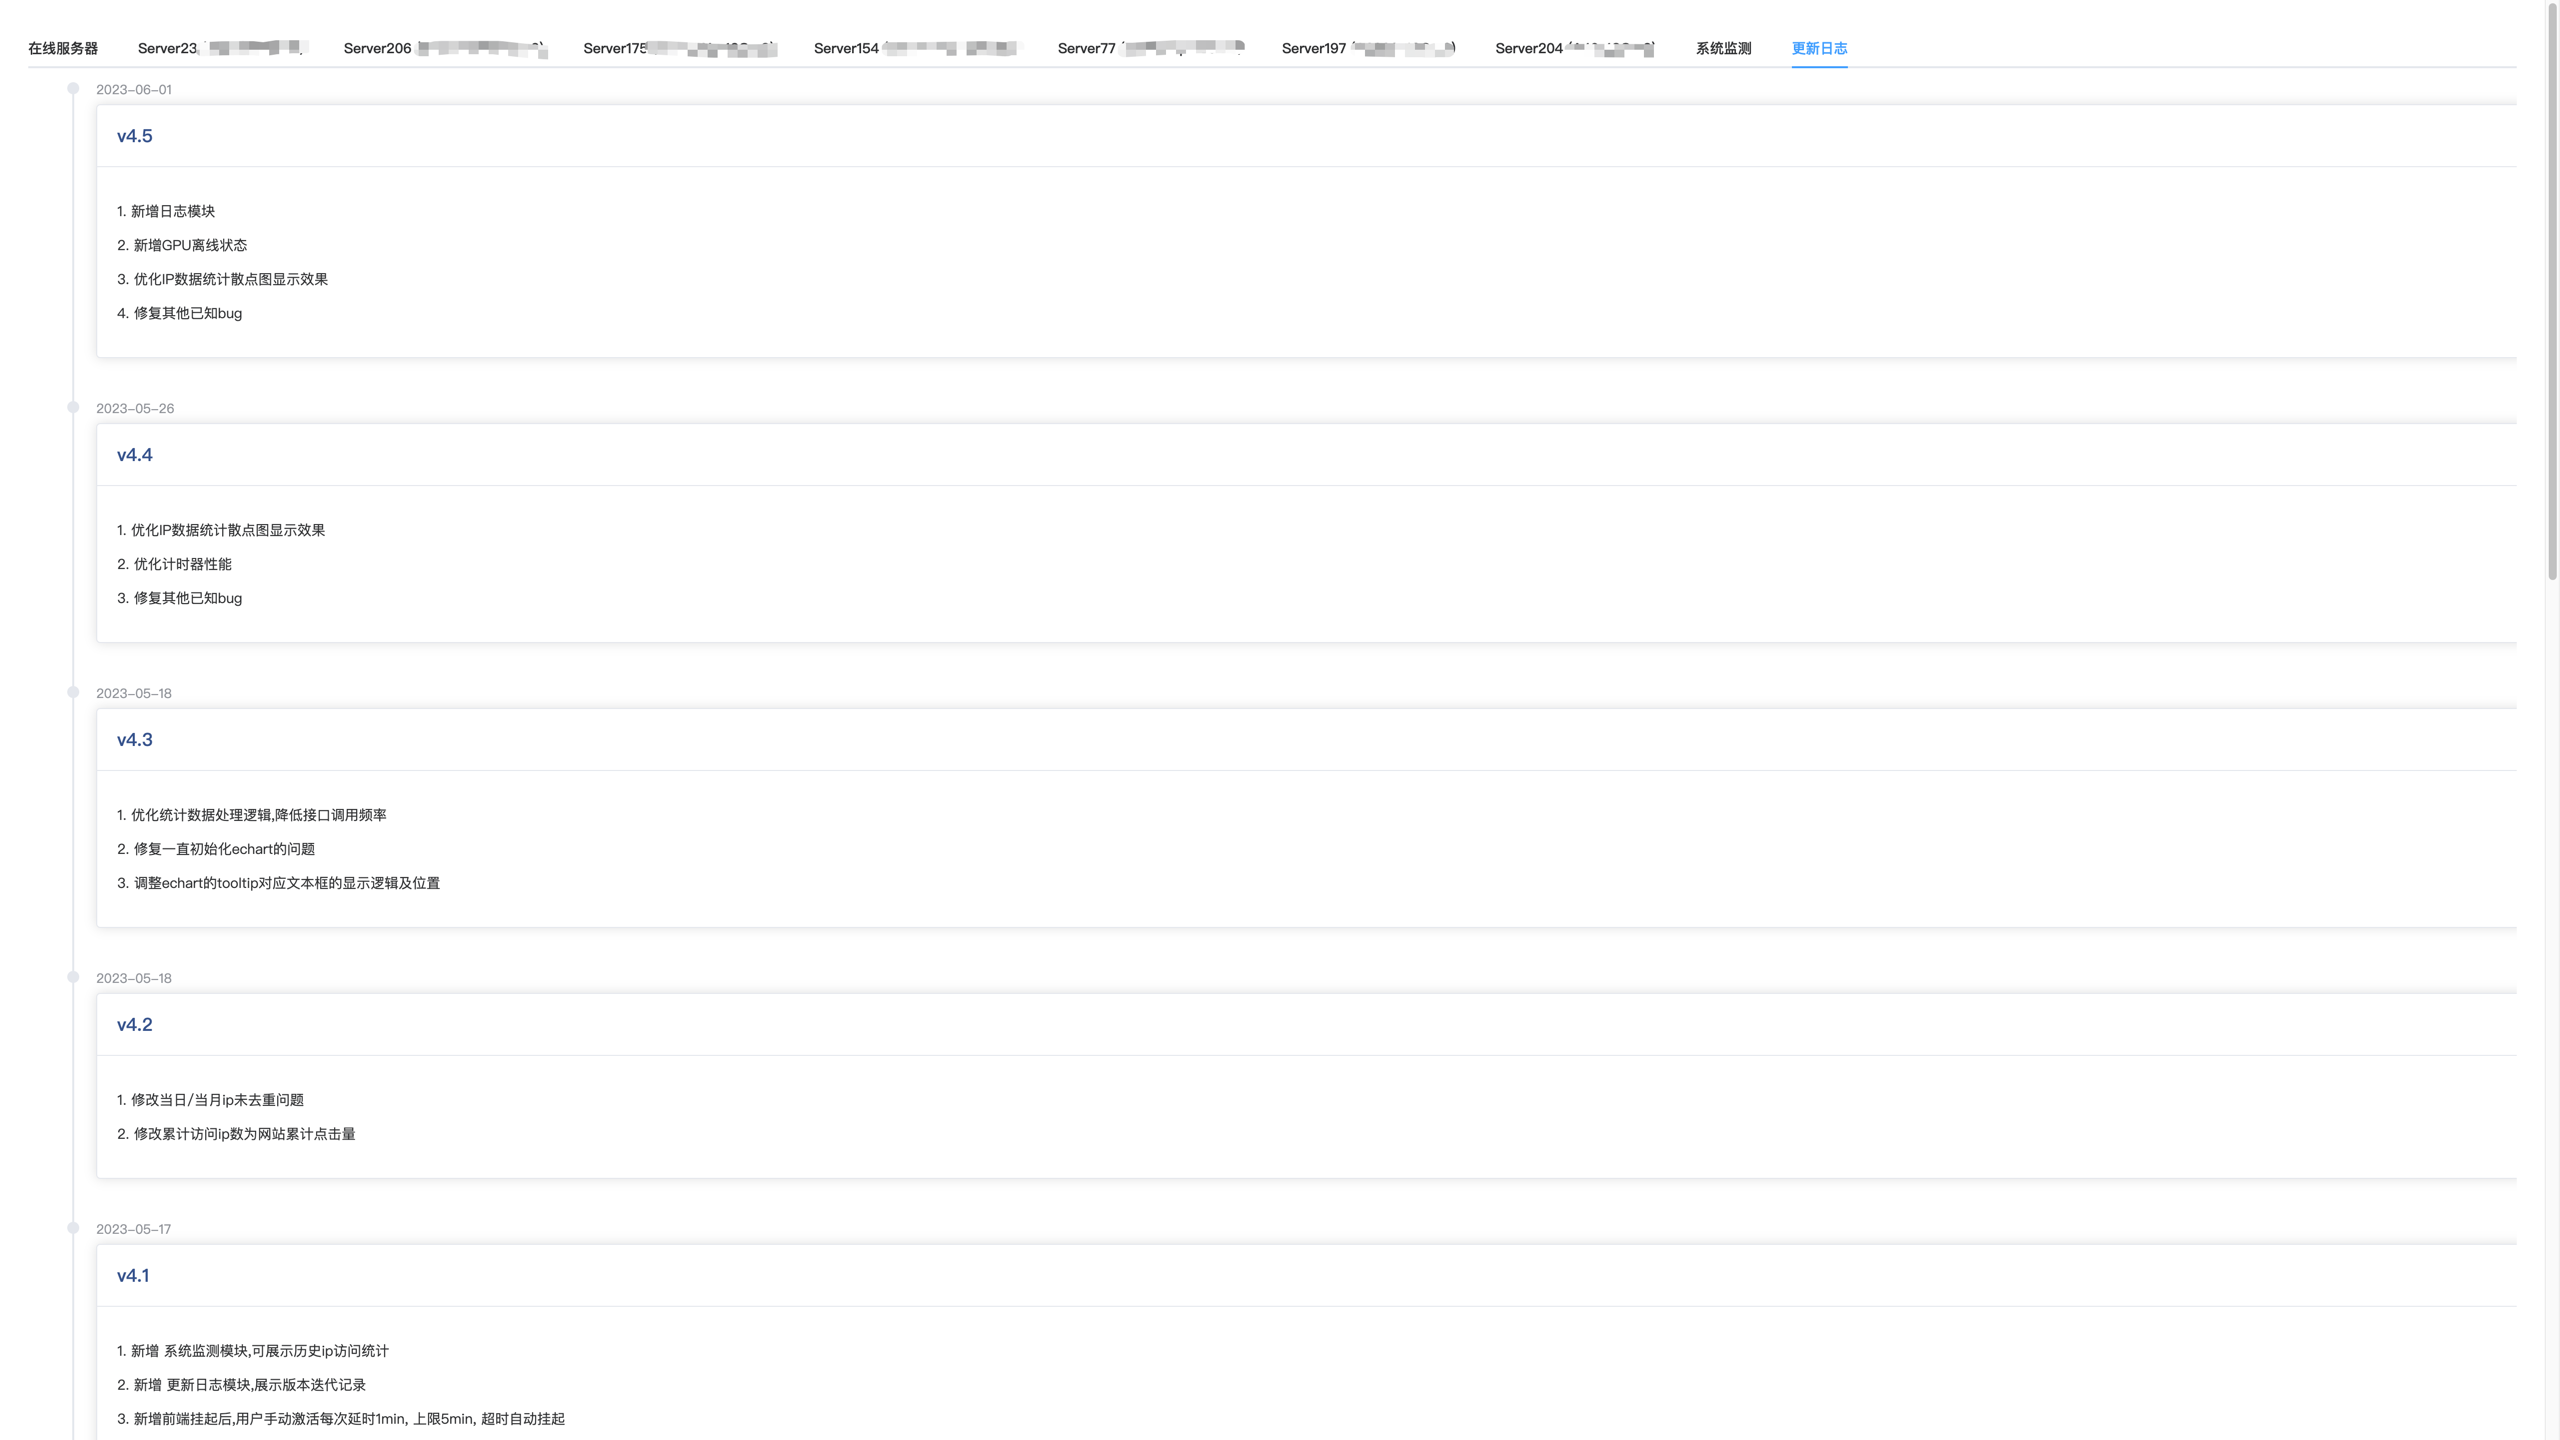 在线服务器 Server23 Server206 Server175 Server154 Server77 Server197 Server204 系统监测 更新日志
2023-06-01
v4.5
1. 新增日志模块
2. 新增GPU离线状态
3. 优化IP数据统计散点图显示效果
4. 修复其他已知bug
2023-05-26
v4.4
1. 优化IP数据统计散点图显示效果
2. 优化计时器性能
3. 修复其他已知bug
2023-05-18
v4.3
1. 优化统计数据处理逻辑,降低接口调用频率
2. 修复一直初始化echart的问题
3. 调整echart的tooltip对应文本框的显示逻辑及位置
2023-05-18
v4.2
1. 修改当日/当月ip未去重问题
2. 修改累计访问ip数为网站累计点击量
2023-05-17
v4.1
1. 新增 系统监测模块,可展示历史ip访问统计
2. 新增 更新日志模块,展示版本迭代记录
3. 新增前端挂起后,用户手动激活每次延时1min, 上限5min, 超时自动挂起